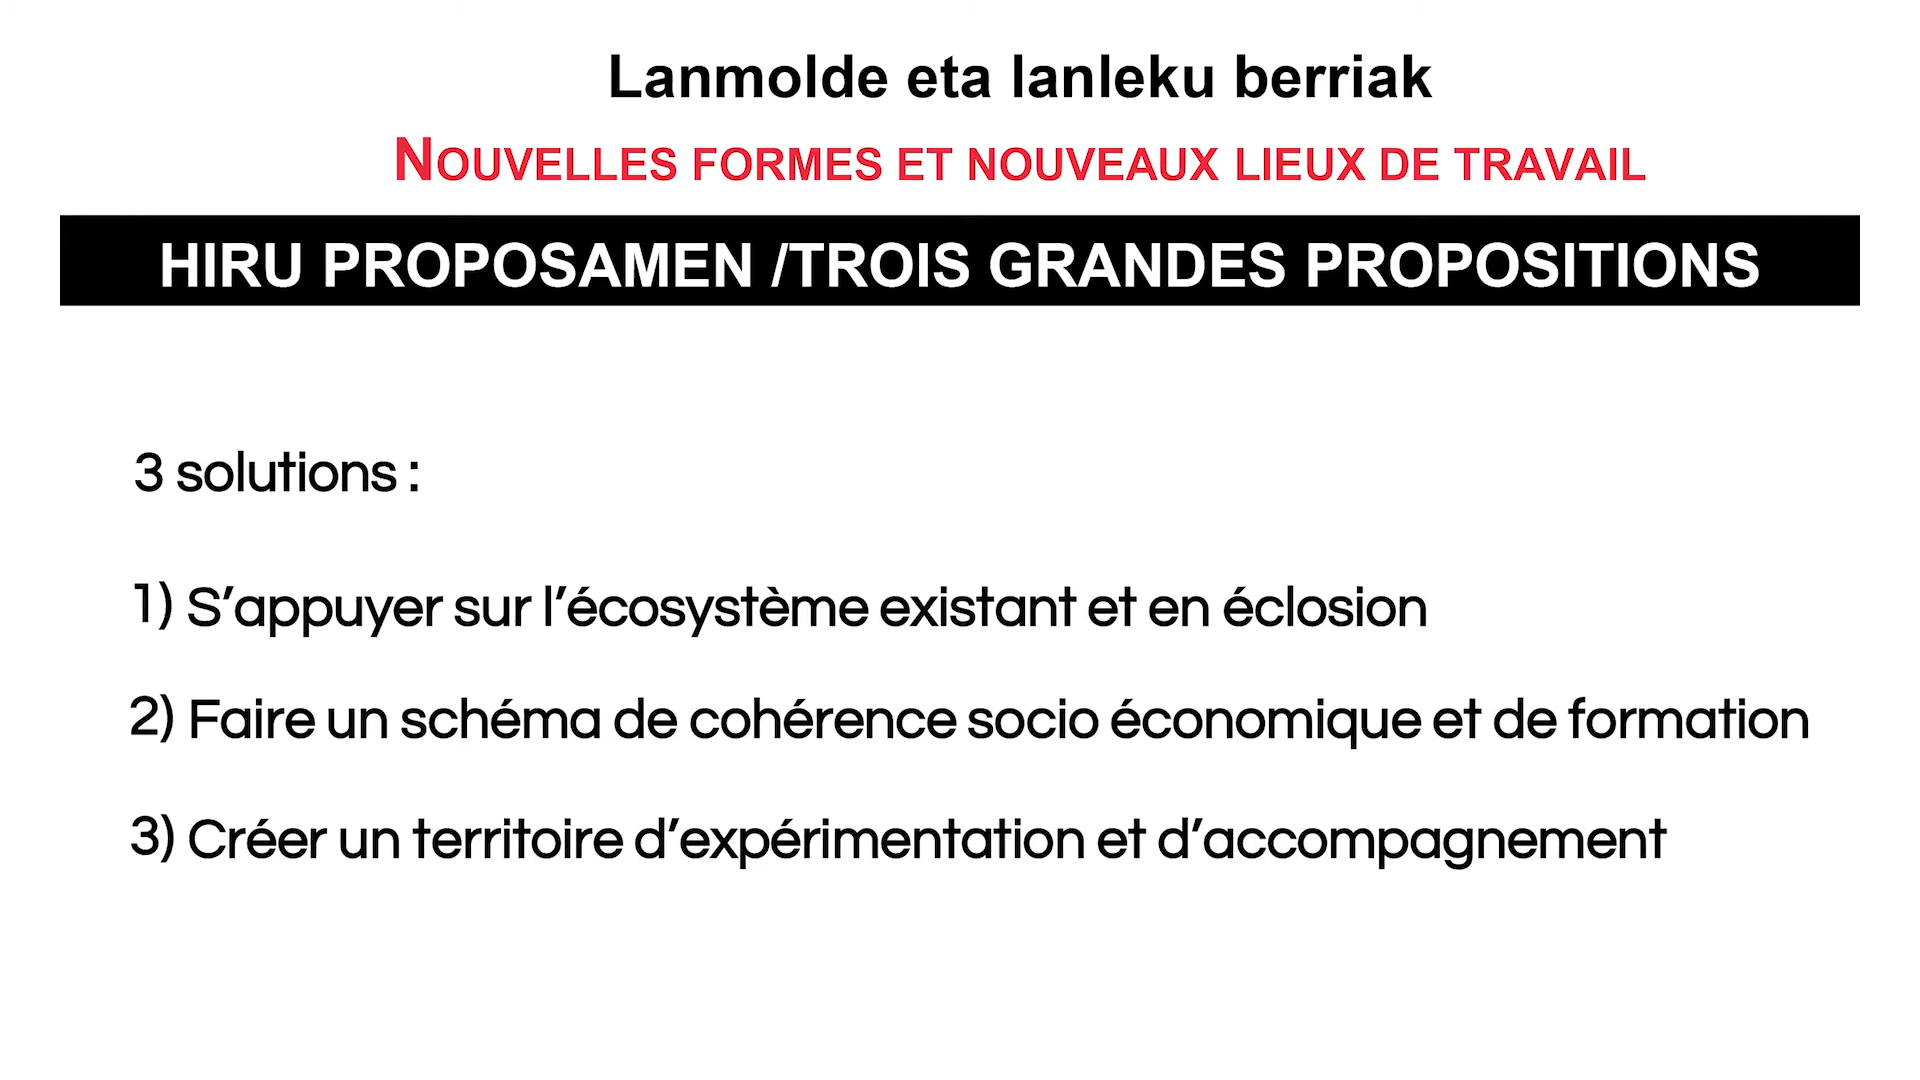 Lanmolde eta lanleku berriak
NOUVELLES FORMES ET NOUVEAUX LIEUX DE TRAVAIL
HIRU PROPOSAMEN /TROIS GRANDES PROPOSITIONS
3 solutions :
1) S’appuyer sur l’écosystème existant et en éclosion
2) Faire un schéma de cohérence socio économique et de formation
3) Créer un territoire d’expérimentation et d’accompagnement